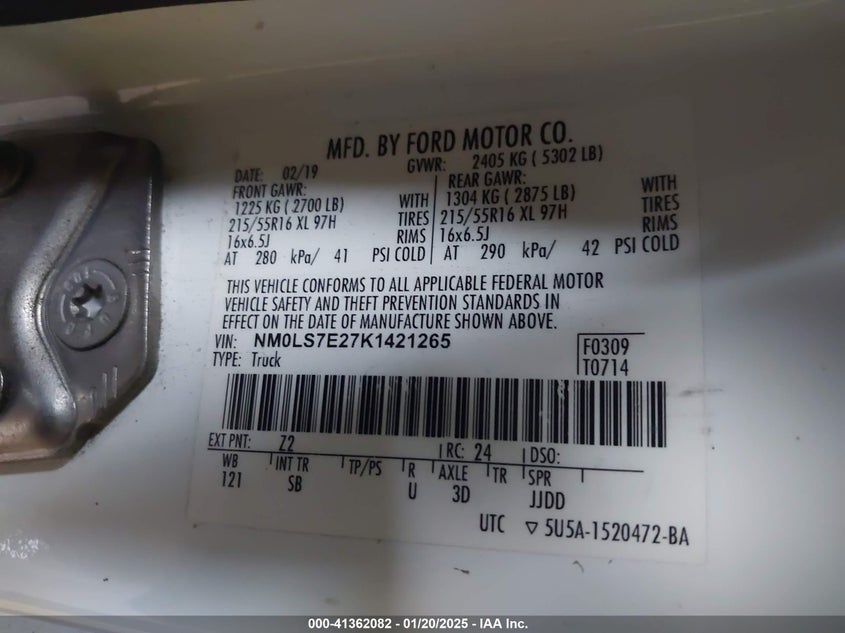 MFD. BY FORD MOTOR CO.
DATE: 02/19 GVWR: 2405 KG ( 5302 LB)
FRONT GAWR: REAR GAWR:
1225 KG ( 2700 LB) WITH 1304 KG ( 2875 LB) WITH
215/55R16 XL 97H TIRES 215/55R16 XL 97H TIRES
16x6.5J RIMS 16x6.5J RIMS
AT 280 kPa/ 41 PSI COLD AT 290 kPa/ 42 PSI COLD
THIS VEHICLE CONFORMS TO ALL APPLICABLE FEDERAL MOTOR
VEHICLE SAFETY AND THEFT PREVENTION STANDARDS IN
EFFECT ON THE DATE OF MANUFACTURE SHOWN ABOVE.
VIN: NM0LS7E27K1421265 F0309
TYPE: Truck T0714
EXT PNT: Z2 RC: 24 DSO:
WB INT TR TP/PS R AXLE TR SPR
121 SB U 3D JJDD
UTC ▽ 5U5A-1520472-BA
000-41362082 - 01/20/2025 - IAA Inc.